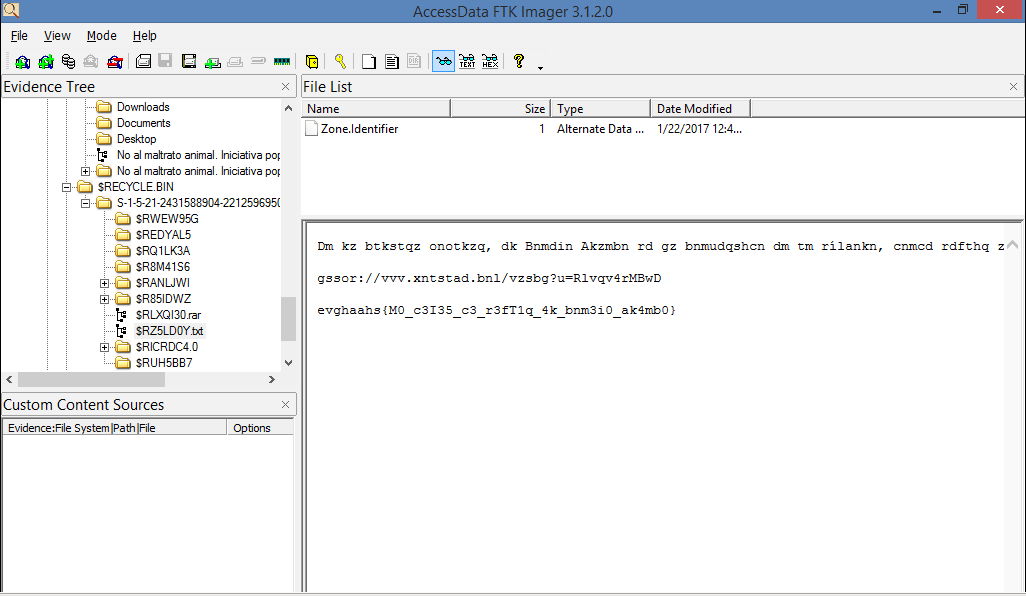 AccessData FTK Imager 3.1.2.0
File View Mode Help
Evidence Tree
Downloads
Documents
Desktop
No al maltrato animal. Iniciativa pop
No al maltrato animal. Iniciativa pop
$RECYCLE.BIN
S-1-5-21-2431588904-2212596950
$RWEW95G
$REDYAL5
$RQ1LK3A
$R8M41S6
$RANLJWI
$R85IDWZ
$RLXQI30.rar
$RZ5LD0Y.txt
$RICRDC4.0
$RUH5BB7
Custom Content Sources
Evidence:File System|Path|File Options
File List
Name Size Type Date Modified
Zone.Identifier 1 Alternate Data ... 1/22/2017 12:4...
Dm kz btkstqz onotkzq, dk Bnmdin Akzmbn rd gz bnmudqshcn dm tm rílankn, cnmcd rdfthq z
gssor://vvv.xntstad.bnl/vzsbg?u=Rlvqv4rMBwD
evghaahs{M0_c3I35_c3_r3fT1q_4k_bnm3i0_ak4mb0}